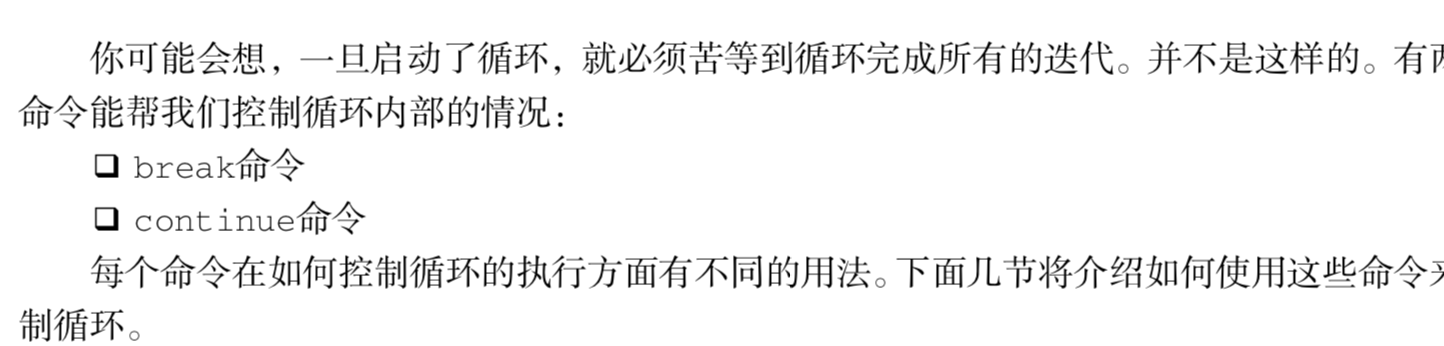 你可能会想，一旦启动了循环，就必须苦等到循环完成所有的迭代。并不是这样的。有
命令能帮我们控制循环内部的情况：
❑ break命令
❑ continue命令
每个命令在如何控制循环的执行方面有不同的用法。下面几节将介绍如何使用这些命令
制循环。